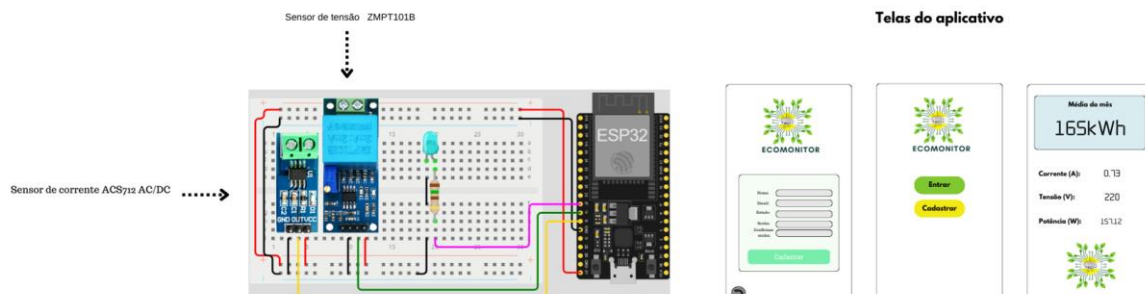 Sensor de tensão ZMPT101B
Telas do aplicativo
Sensor de corrente ACS712 AC/DC
ESP32
GND OUT VCC
ECOMONITOR
Nome:
Email:
Estado:
Senha:
Confirmar
senha:
Cadastrar
ECOMONITOR
Entrar
Cadastrar
Média do mês
165kWh
Corrente (A): 0.73
Tensão (V): 220
Potência (W): 157.12